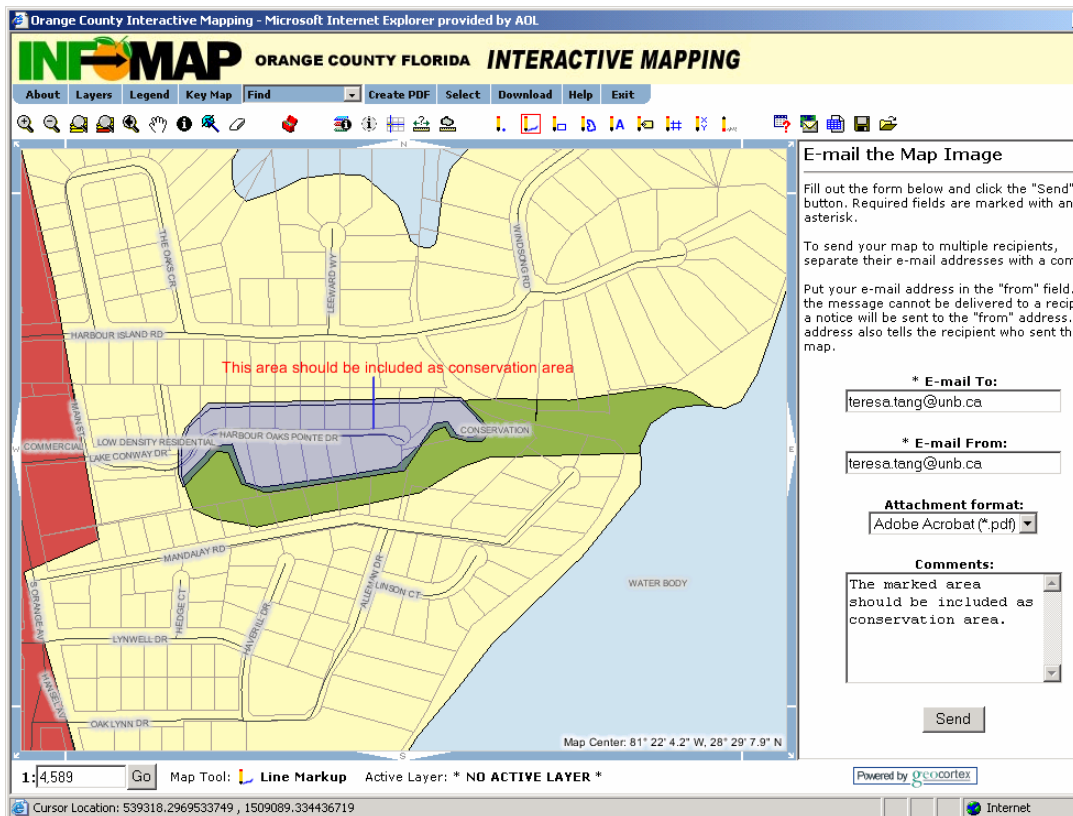 Orange County Interactive Mapping - Microsoft Internet Explorer provided by AOL
INFOMAP ORANGE COUNTY FLORIDA INTERACTIVE MAPPING
About Layers Legend Key Map Find Create PDF Select Download Help Exit
N
THE OAKS CR
LEEWARD WY
WINDSONG RD
HARBOUR ISLAND RD
This area should be included as conservation area
MAIN ST
COMMERCIAL
LOW DENSITY RESIDENTIAL
HARBOUR OAKS POINTE DR
CONSERVATION
LAKE CONWAY DR
W
E
MANDALAY RD
S ORANGE AV
HEDGE CT
HAVERILL DR
ALLEMAN DR
LINSON CT
WATER BODY
LYNWELL DR
HANSEL AV
OAK LYNN DR
Map Center: 81° 22' 4.2" W, 28° 29' 7.9" N
S
E-mail the Map Image
Fill out the form below and click the "Send"
button. Required fields are marked with an
asterisk.
To send your map to multiple recipients,
separate their e-mail addresses with a com
Put your e-mail address in the "from" field.
the message cannot be delivered to a recip
a notice will be sent to the "from" address.
address also tells the recipient who sent th
map.
* E-mail To:
teresa.tang@unb.ca
* E-mail From:
teresa.tang@unb.ca
Attachment format:
Adobe Acrobat (*.pdf)
Comments:
The marked area
should be included as
conservation area.
Send
1: 4,589 Go Map Tool: Line Markup Active Layer: * NO ACTIVE LAYER *
Powered by geocortex
Cursor Location: 539318.2969533749 , 1509089.334436719
Internet